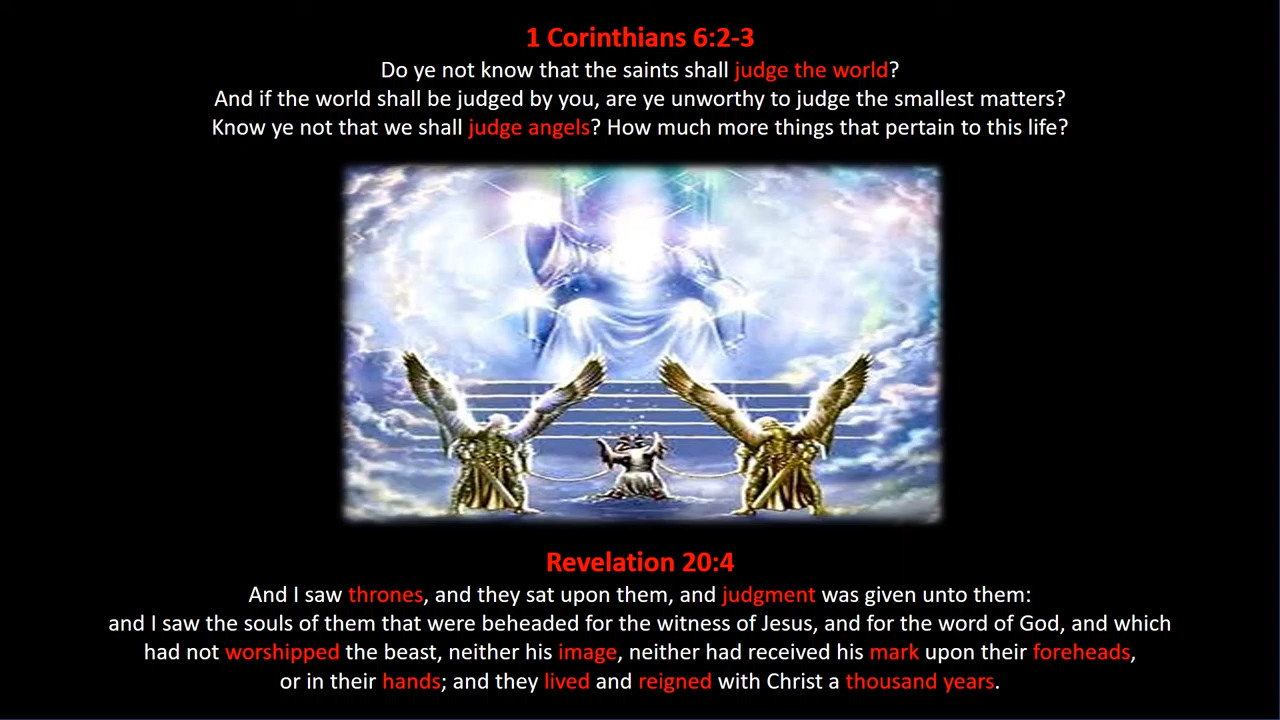 1 Corinthians 6:2-3
Do ye not know that the saints shall judge the world?
And if the world shall be judged by you, are ye unworthy to judge the smallest matters?
Know ye not that we shall judge angels? How much more things that pertain to this life?
Revelation 20:4
And I saw thrones, and they sat upon them, and judgment was given unto them:
and I saw the souls of them that were beheaded for the witness of Jesus, and for the word of God, and which
had not worshipped the beast, neither his image, neither had received his mark upon their foreheads,
or in their hands; and they lived and reigned with Christ a thousand years.